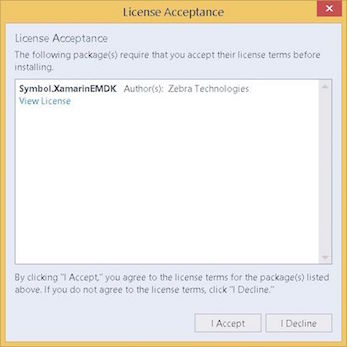 License Acceptance
License Acceptance
The following package(s) require that you accept their license terms before
installing.
Symbol.XamarinEMDK Author(s): Zebra Technologies
View License
By clicking "I Accept," you agree to the license terms for the package(s) listed
above. If you do not agree to the license terms, click "I Decline."
I Accept I Decline